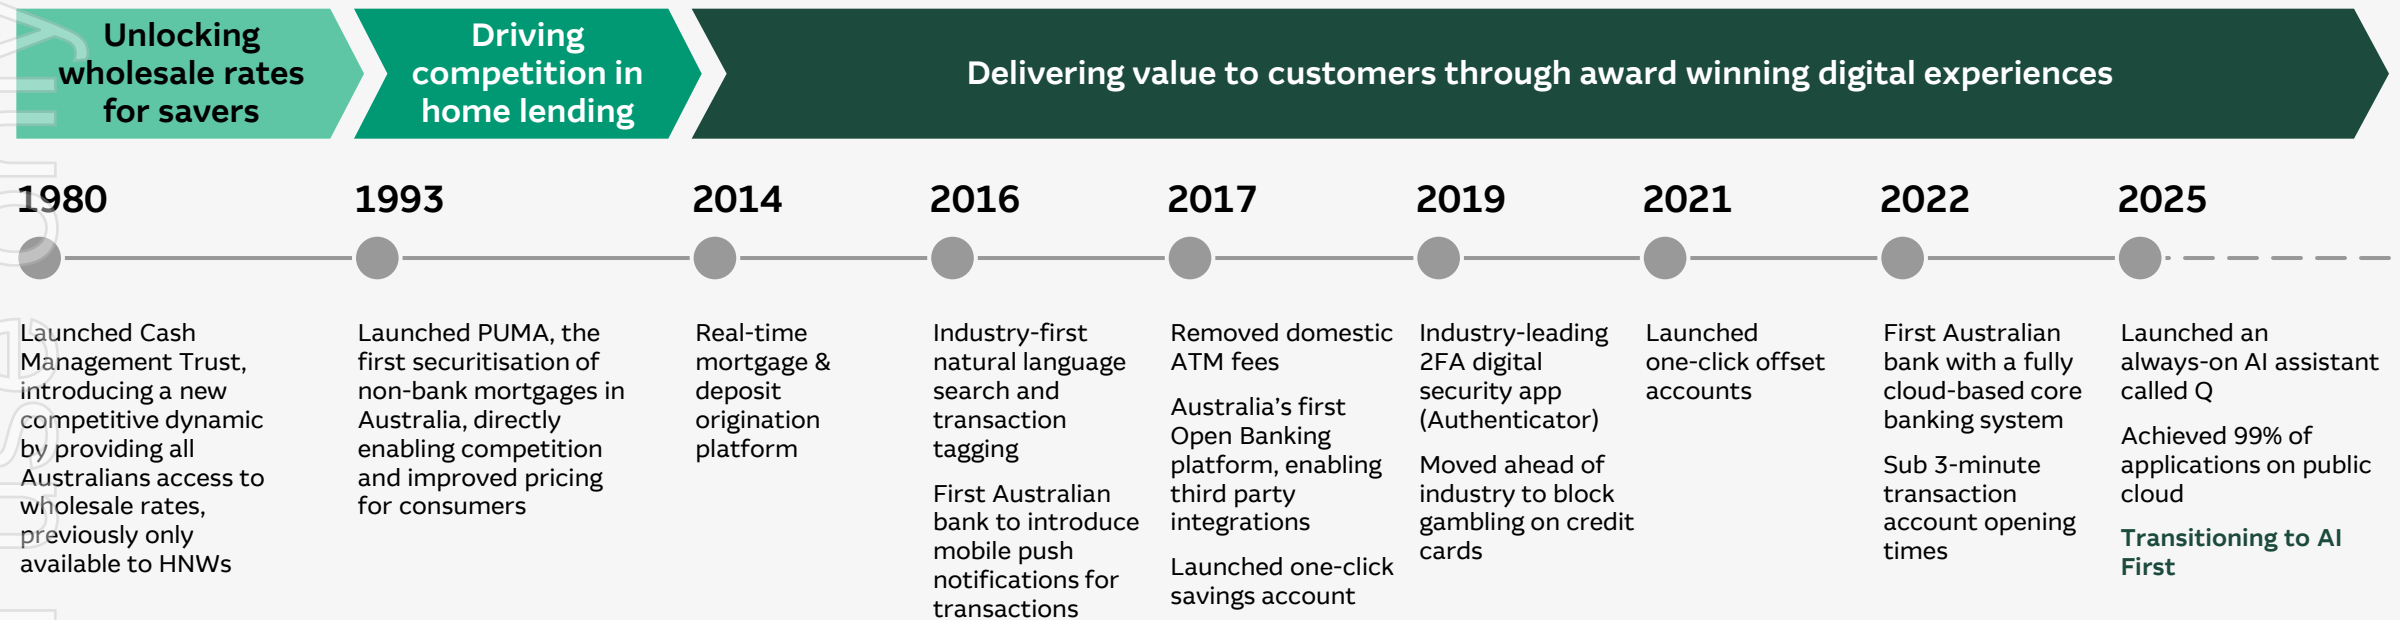 Unlocking
wholesale rates
for savers
Driving
competition in
home lending
Delivering value to customers through award winning digital experiences
1980
Launched Cash
Management Trust,
introducing a new
competitive dynamic
by providing all
Australians access to
wholesale rates,
previously only
available to HNWs
1993
Launched PUMA, the
first securitisation of
non-bank mortgages in
Australia, directly
enabling competition
and improved pricing
for consumers
2014
Real-time
mortgage &
deposit
origination
platform
2016
Industry-first
natural language
search and
transaction
tagging
First Australian
bank to introduce
mobile push
notifications for
transactions
2017
Removed domestic
ATM fees
Australia’s first
Open Banking
platform, enabling
third party
integrations
Launched one-click
savings account
2019
Industry-leading
2FA digital
security app
(Authenticator)
Moved ahead of
industry to block
gambling on credit
cards
2021
Launched
one-click offset
accounts
2022
First Australian
bank with a fully
cloud-based core
banking system
Sub 3-minute
transaction
account opening
times
2025
Launched an
always-on AI assistant
called Q
Achieved 99% of
applications on public
cloud
Transitioning to AI
First
use only